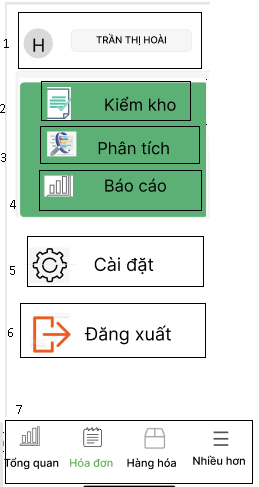 1
H
TRẦN THỊ HOÀI
2
Kiểm kho
3
Phân tích
4
Báo cáo
5
Cài đặt
6
Đăng xuất
7
Tổng quan Hóa đơn Hàng hóa Nhiều hơn